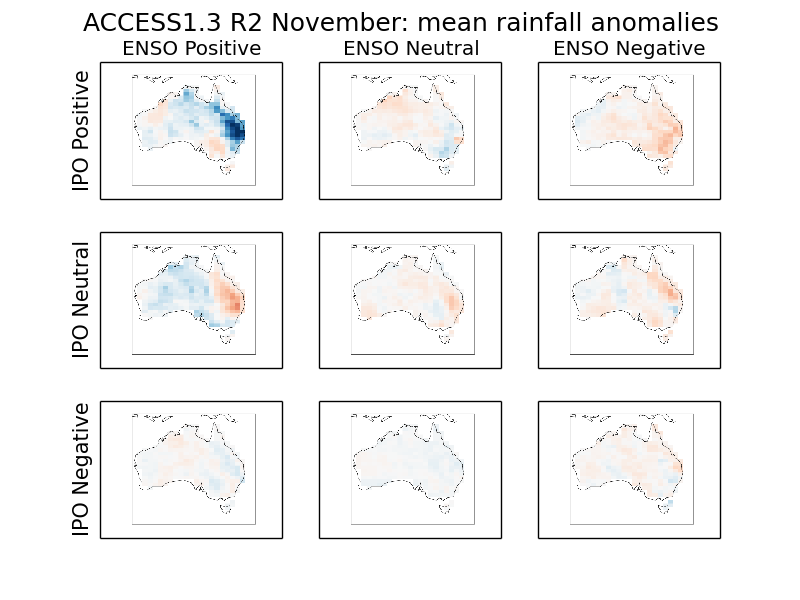 ACCESS1.3 R2 November: mean rainfall anomalies
ENSO Positive
ENSO Neutral
ENSO Negative
IPO Positive
IPO Neutral
IPO Negative